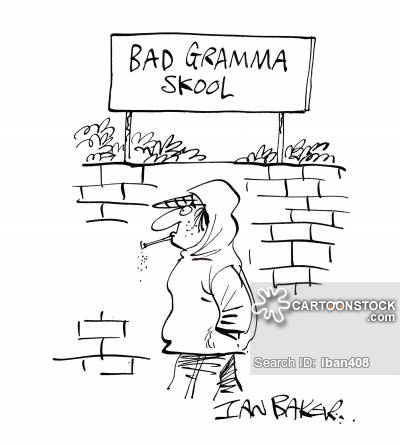 BAD GRAMMA
SKOOL
CARTOONSTOCK
.com
Search ID: iban408
IAN BAKER..